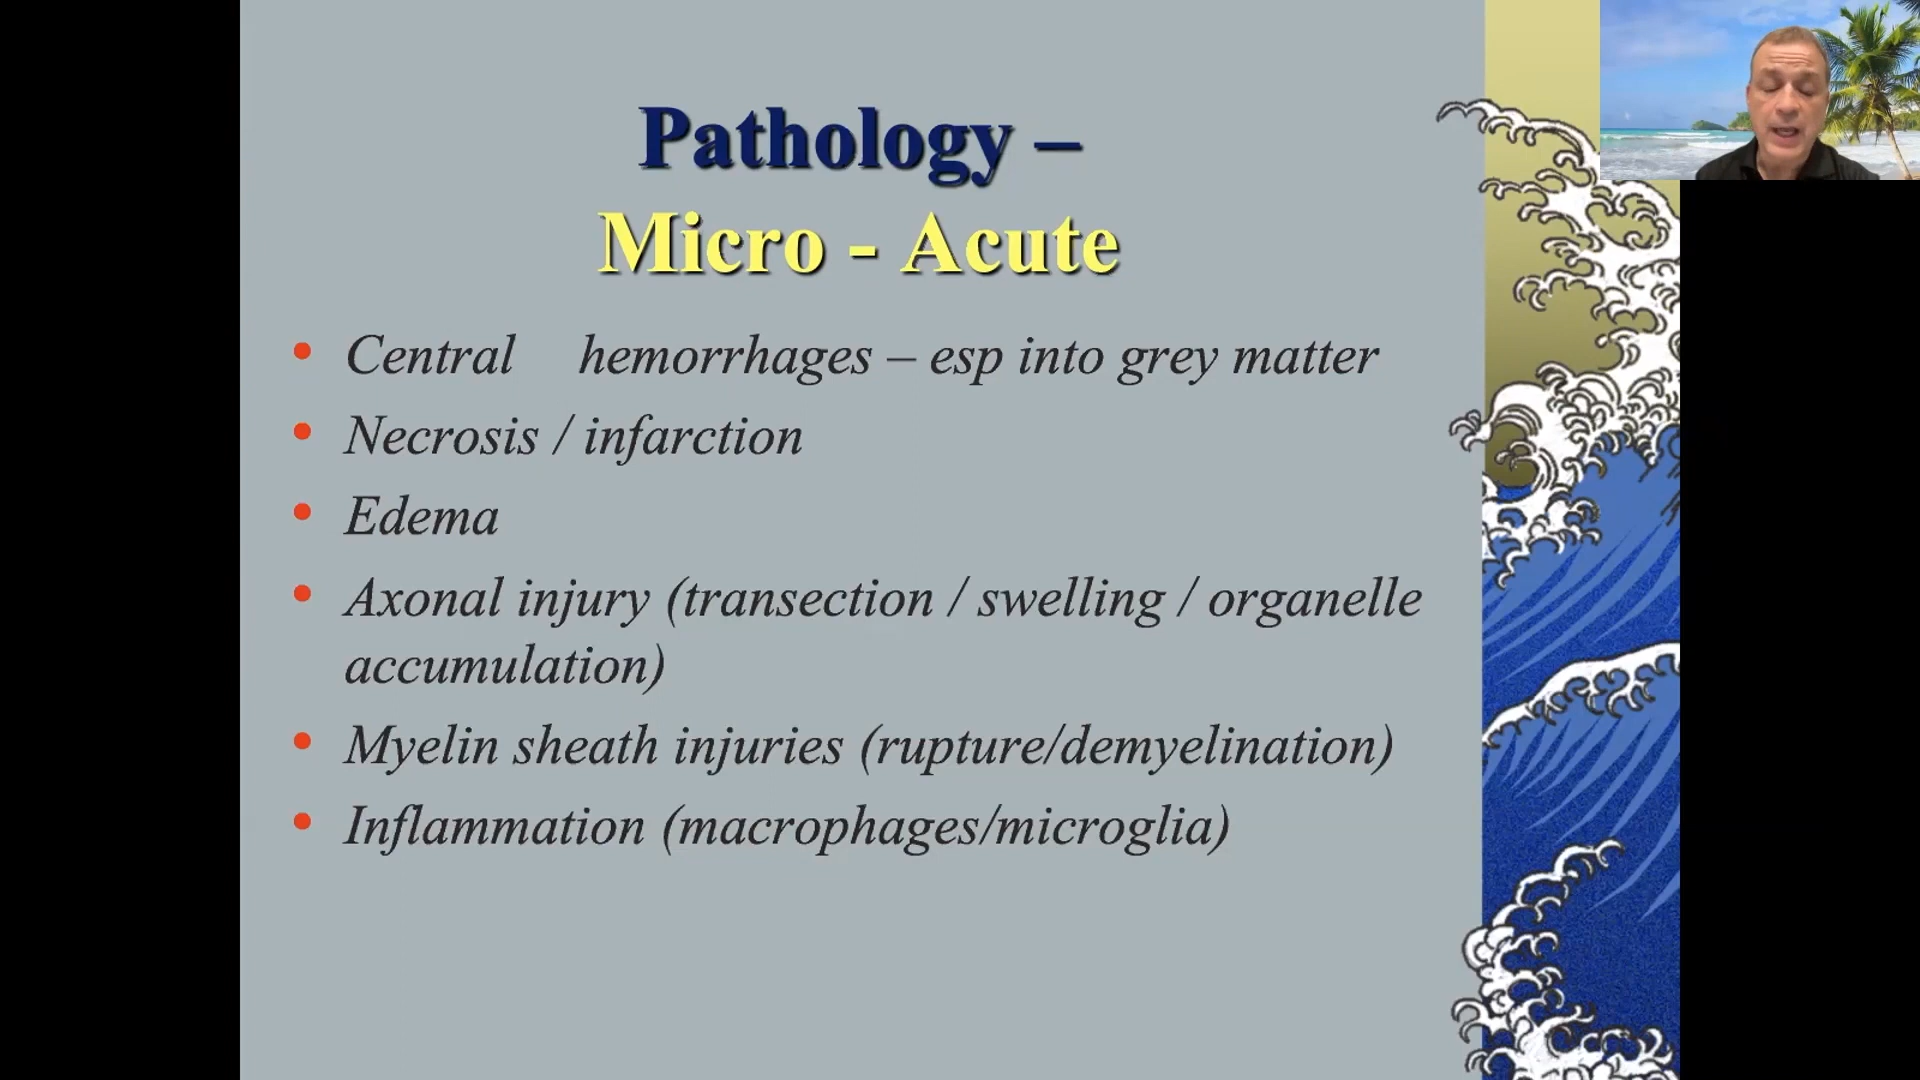 Pathology –
Micro - Acute
• Central hemorrhages – esp into grey matter
• Necrosis / infarction
• Edema
• Axonal injury (transection / swelling / organelle
accumulation)
• Myelin sheath injuries (rupture/demyelination)
• Inflammation (macrophages/microglia)